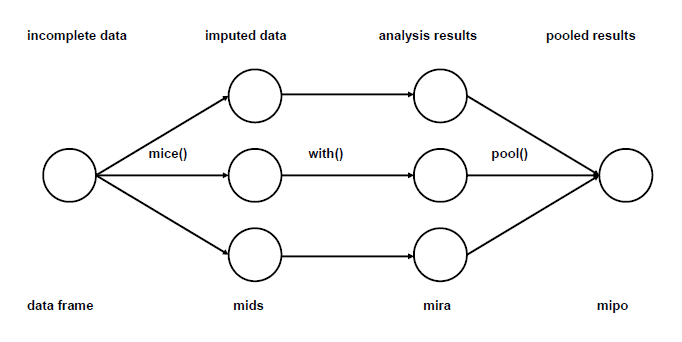 incomplete data imputed data analysis results pooled results
mice() with() pool()
data frame mids mira mipo